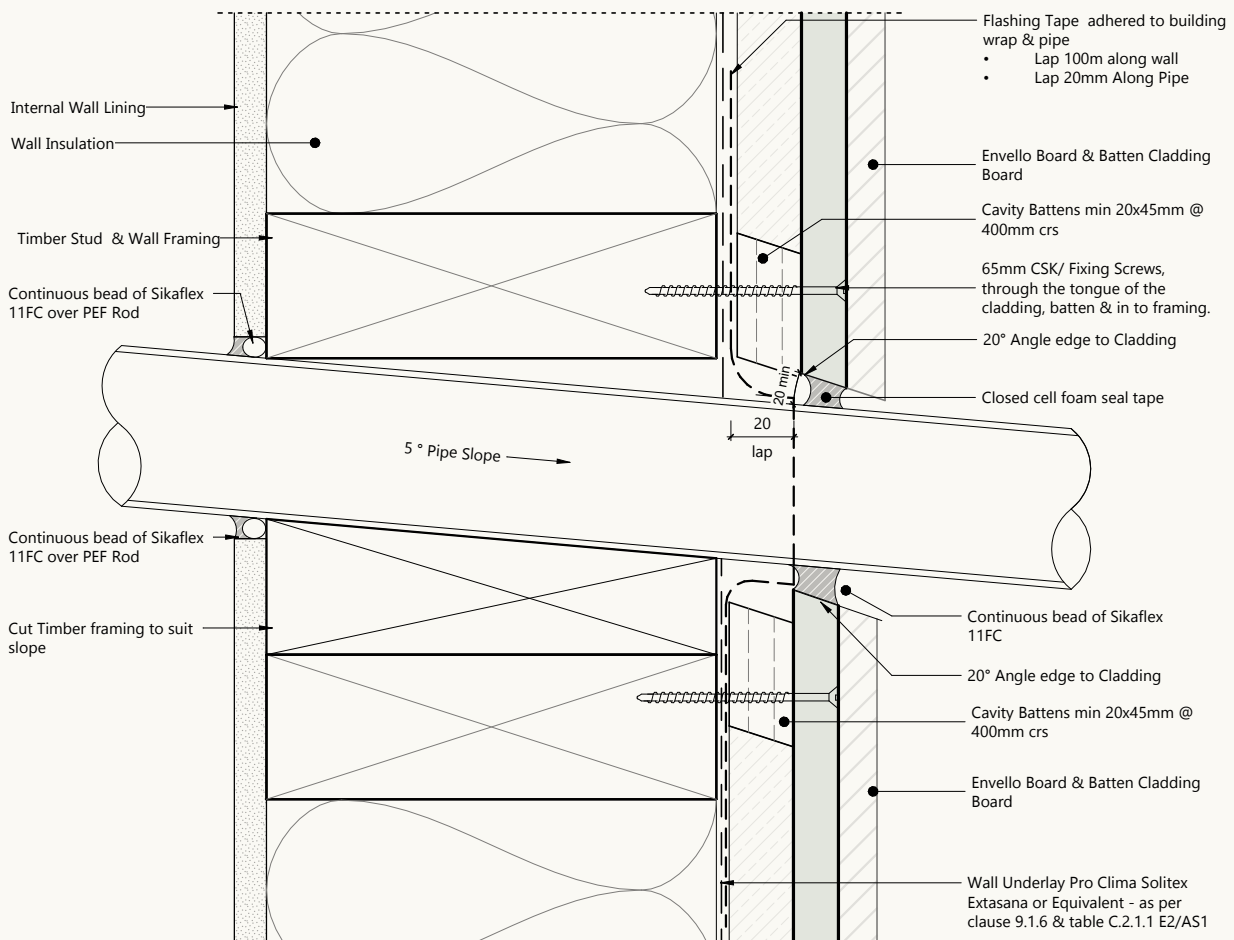 Flashing Tape adhered to building
wrap & pipe
• Lap 100m along wall
• Lap 20mm Along Pipe
Internal Wall Lining
Wall Insulation
Envello Board & Batten Cladding
Board
Cavity Battens min 20x45mm @
400mm crs
Timber Stud & Wall Framing
65mm CSK/ Fixing Screws,
through the tongue of the
cladding, batten & in to framing.
Continuous bead of Sikaflex
11FC over PEF Rod
20° Angle edge to Cladding
20 min
Closed cell foam seal tape
20
lap
5 ° Pipe Slope
Continuous bead of Sikaflex
11FC over PEF Rod
Continuous bead of Sikaflex
11FC
Cut Timber framing to suit
slope
20° Angle edge to Cladding
Cavity Battens min 20x45mm @
400mm crs
Envello Board & Batten Cladding
Board
Wall Underlay Pro Clima Solitex
Extasana or Equivalent - as per
clause 9.1.6 & table C.2.1.1 E2/AS1